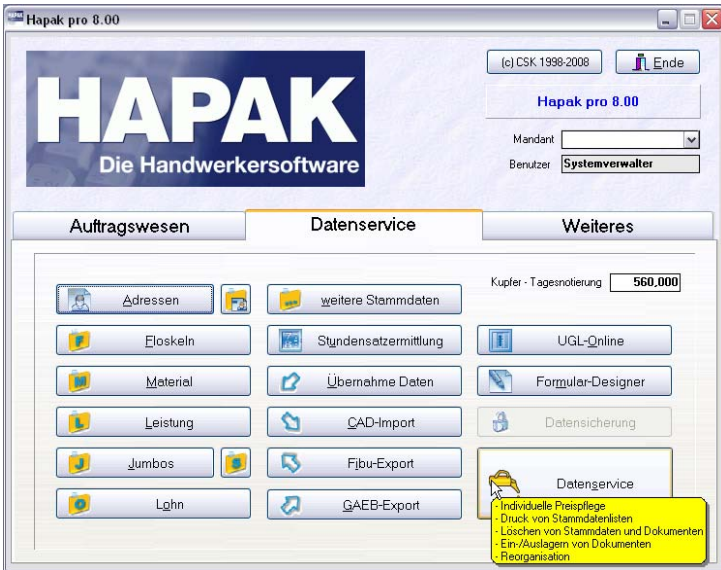 Hapak pro 8.00
HAPAK
Die Handwerkersoftware
(c) CSK 1998-2008
Ende
Hapak pro 8.00
Mandant
Benutzer Systemverwalter
Auftragswesen
Datenservice
Weiteres
Kupfer - Tagesnotierung 560,000
Adressen
weitere Stammdaten
Floskeln
Stundensatzermittlung
UGL-Online
Material
Übernahme Daten
Formular-Designer
Leistung
CAD-Import
Datensicherung
Jumbos
Fibu-Export
Datenservice
Lohn
GAEB-Export
- Individuelle Preispflege
- Druck von Stammdatenlisten
- Löschen von Stammdaten und Dokumenten
- Ein-/Auslagern von Dokumenten
- Reorganisation